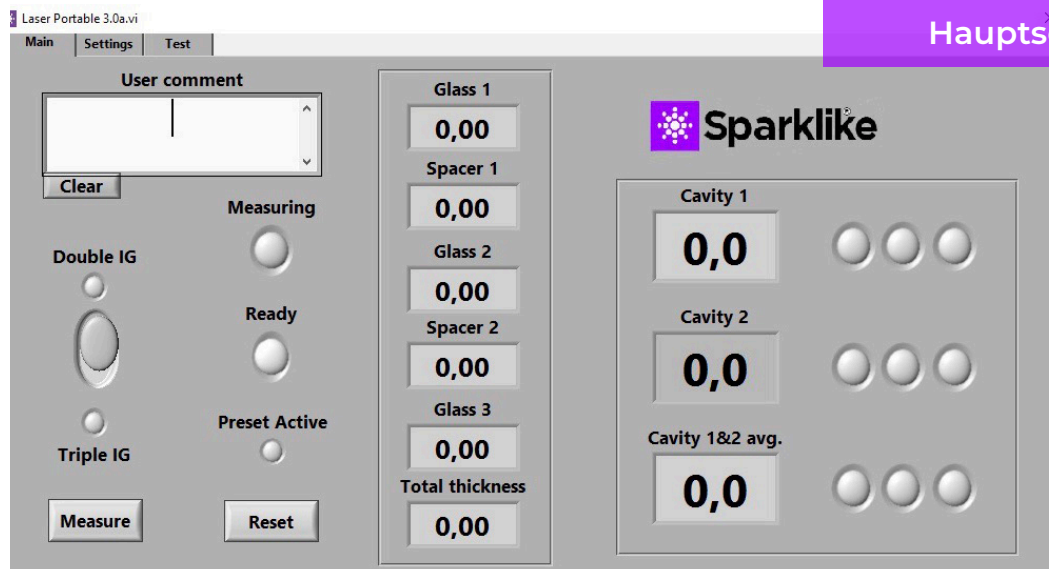 Laser Portable 3.0a.vi
Haupts
Main Settings Test
User comment
Clear
Measuring
Double IG
Ready
Preset Active
Triple IG
Measure
Reset
Glass 1
0,00
Spacer 1
0,00
Glass 2
0,00
Spacer 2
0,00
Glass 3
0,00
Total thickness
0,00
Sparklike
Cavity 1
0,0
Cavity 2
0,0
Cavity 1&2 avg.
0,0